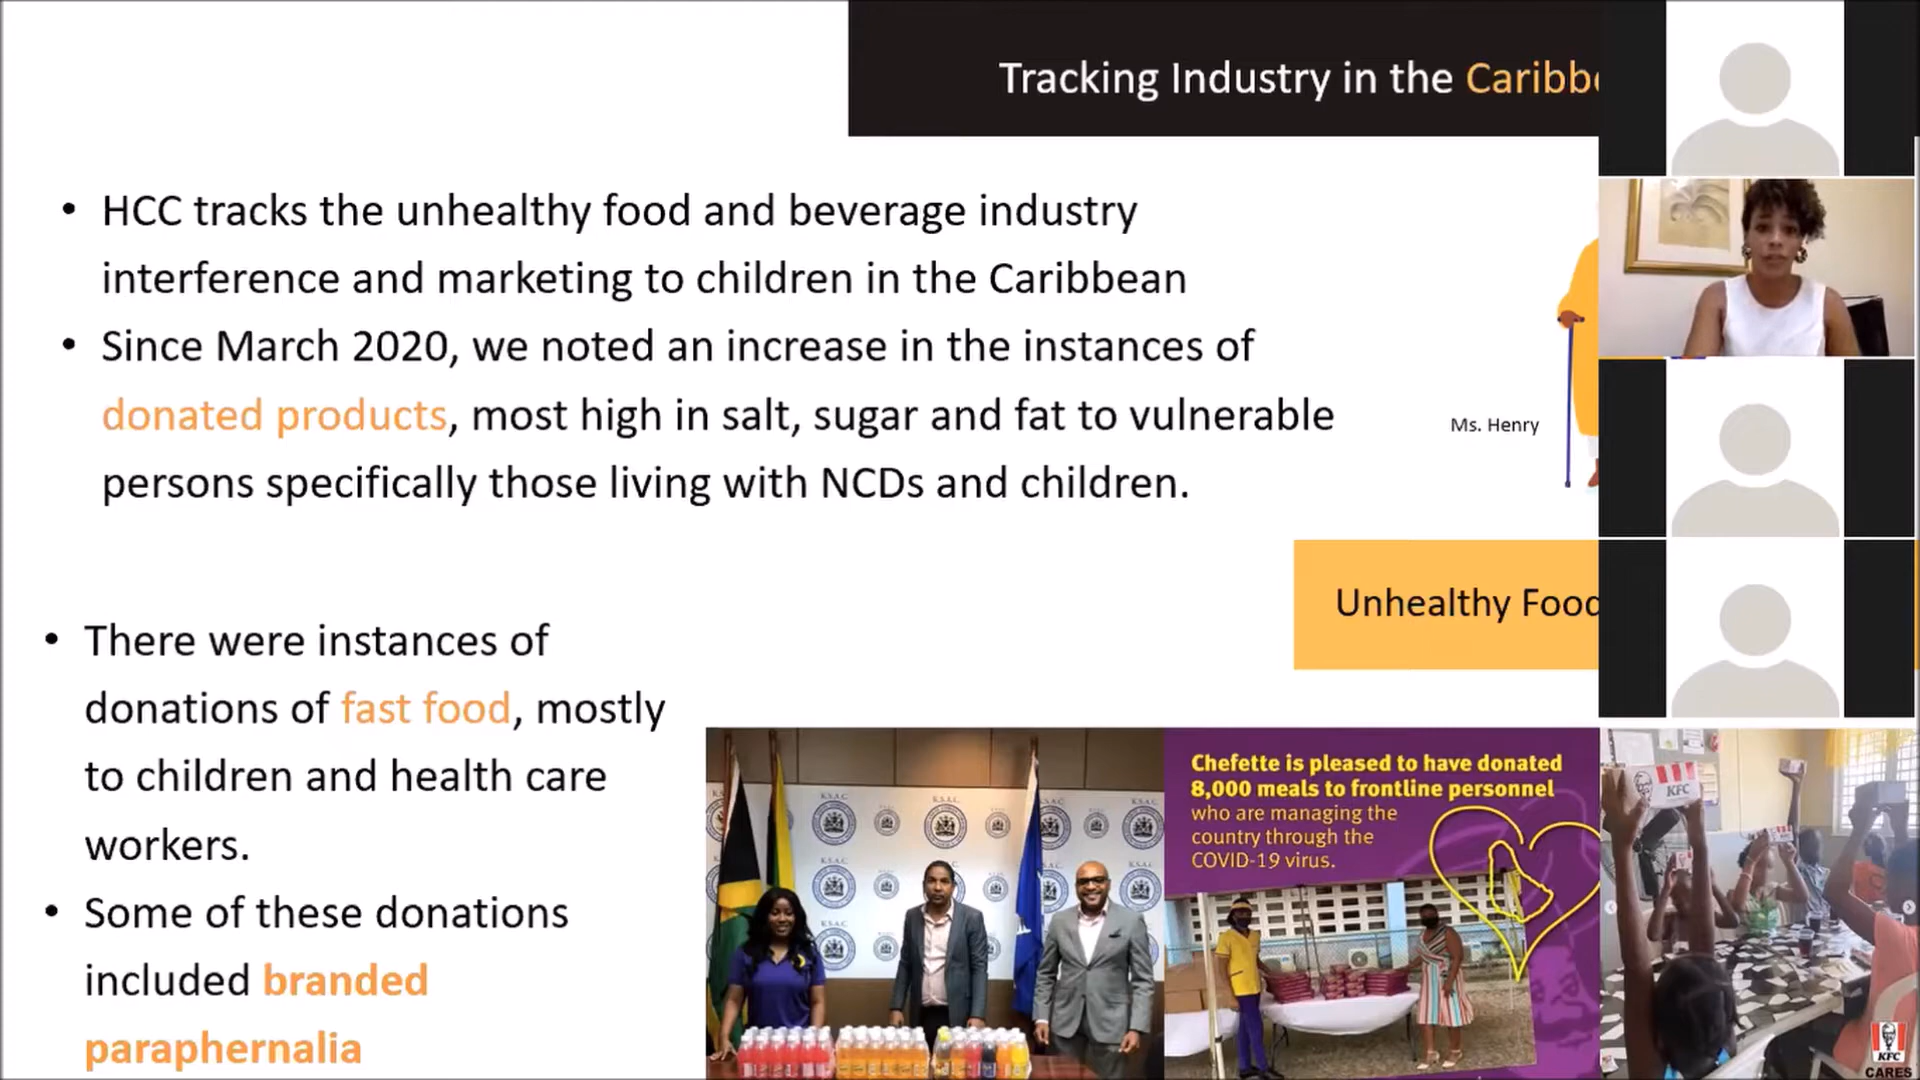 Tracking Industry in the Caribbe
• HCC tracks the unhealthy food and beverage industry
interference and marketing to children in the Caribbean
• Since March 2020, we noted an increase in the instances of
donated products, most high in salt, sugar and fat to vulnerable
persons specifically those living with NCDs and children.
Ms. Henry
Unhealthy Food
• There were instances of
donations of fast food, mostly
to children and health care
workers.
• Some of these donations
included branded
paraphernalia
K.S.A.C.
Chefette is pleased to have donated
8,000 meals to frontline personnel
who are managing the
country through the
COVID-19 virus.
KFC
KFC
CARES